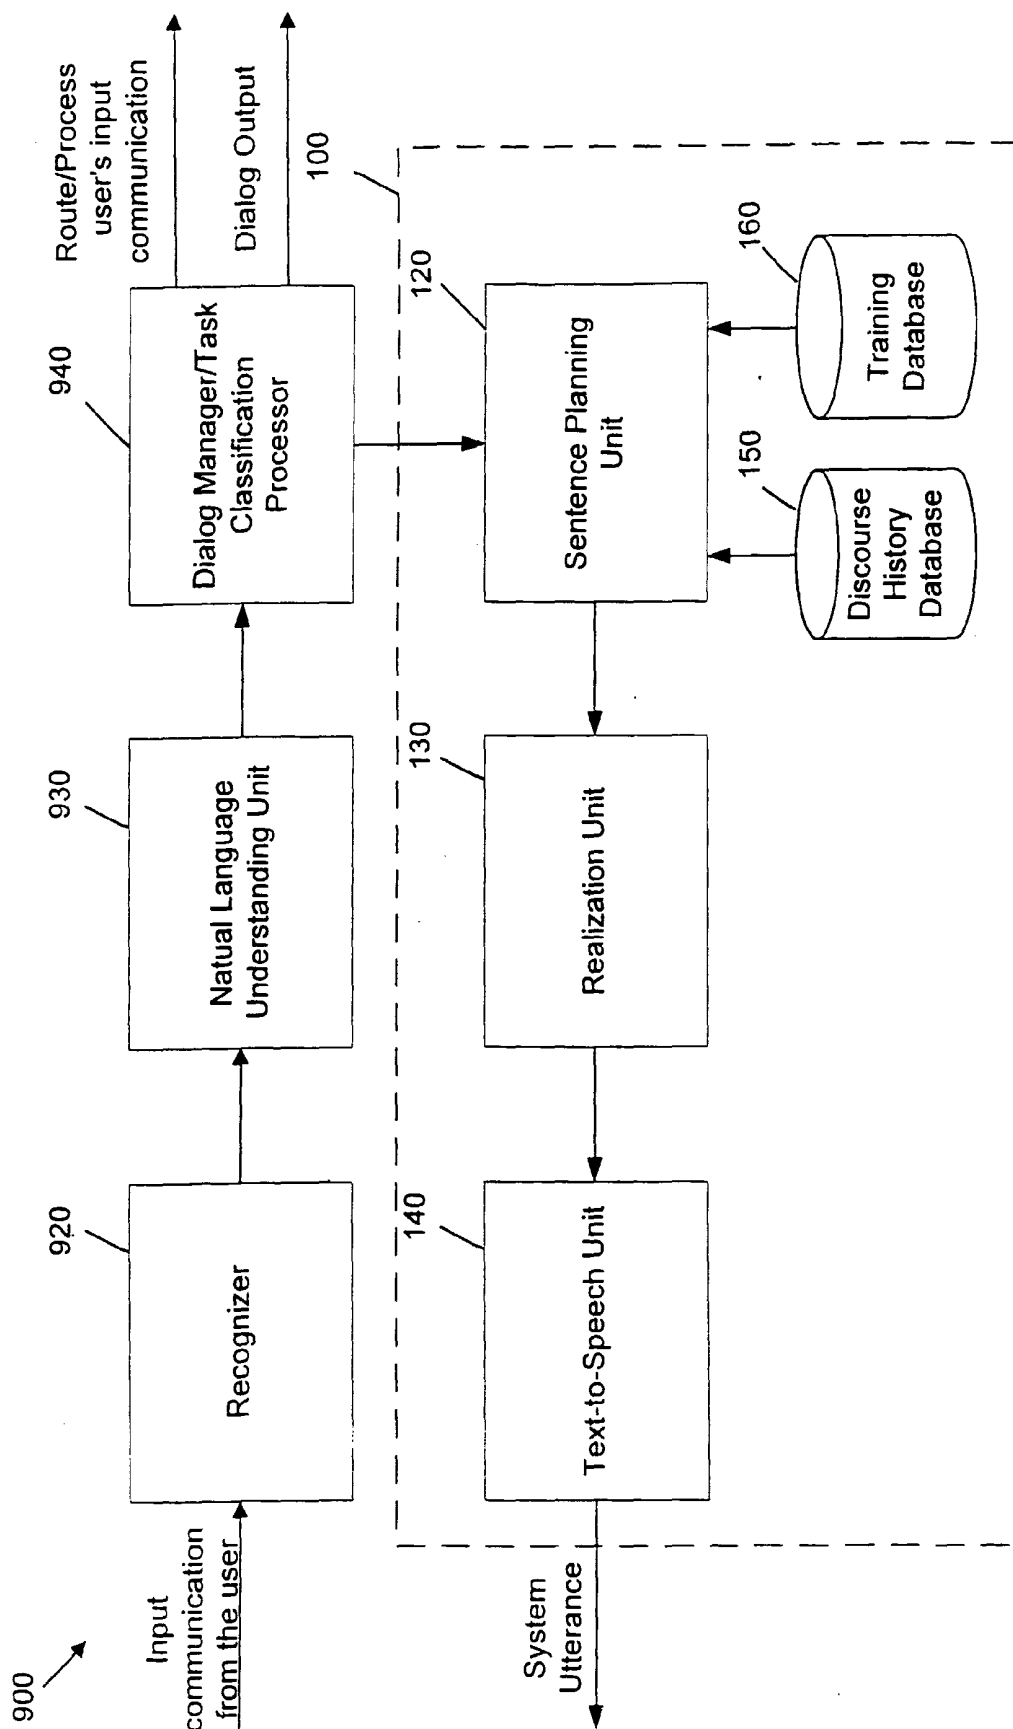 900
Input
communication
from the user
920
Recognizer
930
Natual Language
Understanding Unit
940
Dialog Manager/Task
Classification
Processor
Route/Process
user's input
communication
Dialog Output
100
System
Utterance
140
Text-to-Speech Unit
130
Realization Unit
120
Sentence Planning
Unit
150
Discourse
History
Database
160
Training
Database